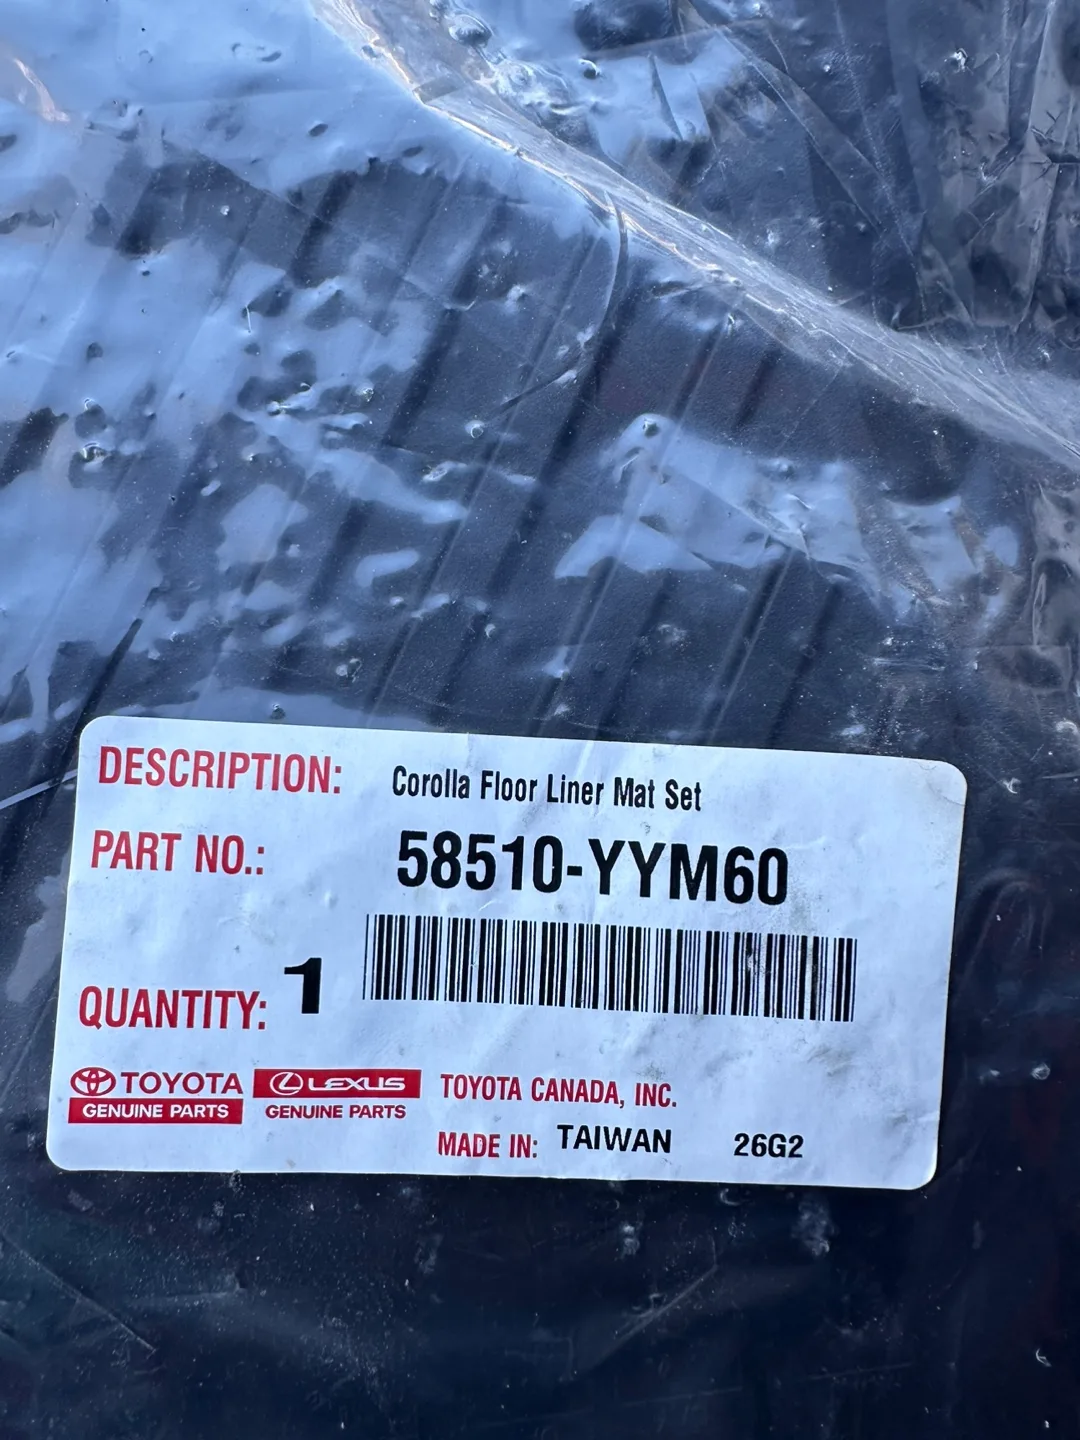 DESCRIPTION: Corolla Floor Liner Mat Set
PART NO.: 58510-YYM60
QUANTITY: 1
TOYOTA LEXUS TOYOTA CANADA, INC.
GENUINE PARTS GENUINE PARTS
MADE IN: TAIWAN 26G2